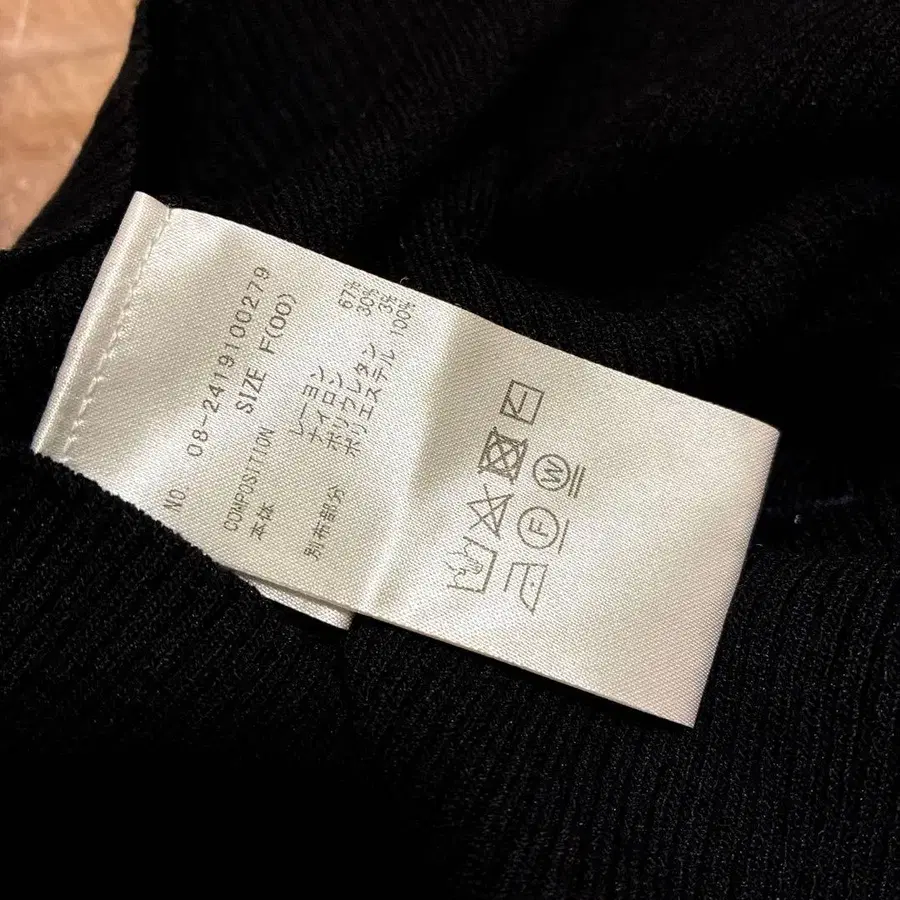 NO. 08-2419100279
SIZE F(00)
COMPOSITION
本体 レーヨン 67%
ナイロン 30%
ポリウレタン 3%
別布部分 ポリエステル 100%
W
F